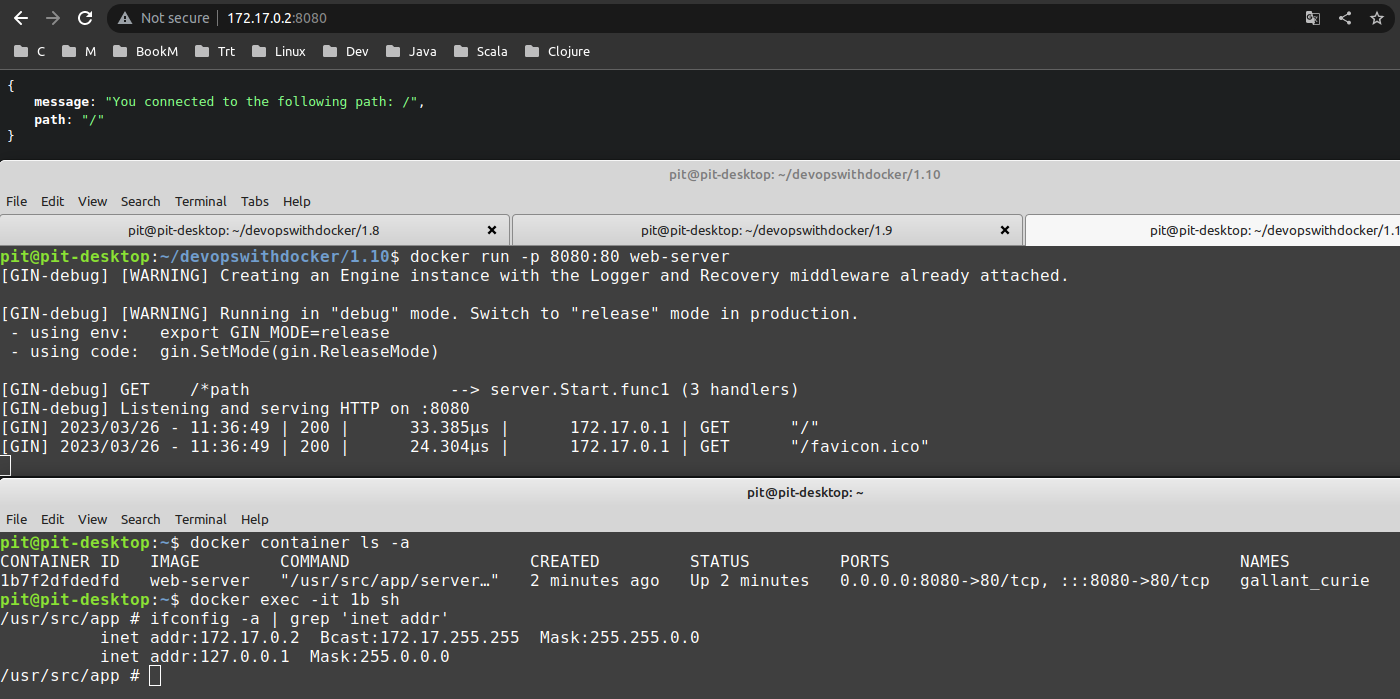 Not secure 172.17.0.2:8080
C M BookM Trt Linux Dev Java Scala Clojure
{
message: "You connected to the following path: /",
path: "/"
}
pit@pit-desktop: ~/devopswithdocker/1.10
File Edit View Search Terminal Tabs Help
pit@pit-desktop: ~/devopswithdocker/1.8 × pit@pit-desktop: ~/devopswithdocker/1.9 × pit@pit-desktop: ~/devopswithdocker/1.1
pit@pit-desktop:~/devopswithdocker/1.10$ docker run -p 8080:80 web-server
[GIN-debug] [WARNING] Creating an Engine instance with the Logger and Recovery middleware already attached.
[GIN-debug] [WARNING] Running in "debug" mode. Switch to "release" mode in production.
- using env:   export GIN_MODE=release
- using code:  gin.SetMode(gin.ReleaseMode)
[GIN-debug] GET    /*path                    --> server.Start.func1 (3 handlers)
[GIN-debug] Listening and serving HTTP on :8080
[GIN] 2023/03/26 - 11:36:49 | 200 |      33.385µs |      172.17.0.1 | GET      "/"
[GIN] 2023/03/26 - 11:36:49 | 200 |      24.304µs |      172.17.0.1 | GET      "/favicon.ico"
pit@pit-desktop: ~
File Edit View Search Terminal Help
pit@pit-desktop:~$ docker container ls -a
CONTAINER ID   IMAGE        COMMAND                  CREATED         STATUS         PORTS                                   NAMES
1b7f2dfdedfd   web-server   "/usr/src/app/server…"   2 minutes ago   Up 2 minutes   0.0.0.0:8080->80/tcp, :::8080->80/tcp   gallant_curie
pit@pit-desktop:~$ docker exec -it 1b sh
/usr/src/app # ifconfig -a | grep 'inet addr'
inet addr:172.17.0.2  Bcast:172.17.255.255  Mask:255.255.0.0
inet addr:127.0.0.1  Mask:255.0.0.0
/usr/src/app #